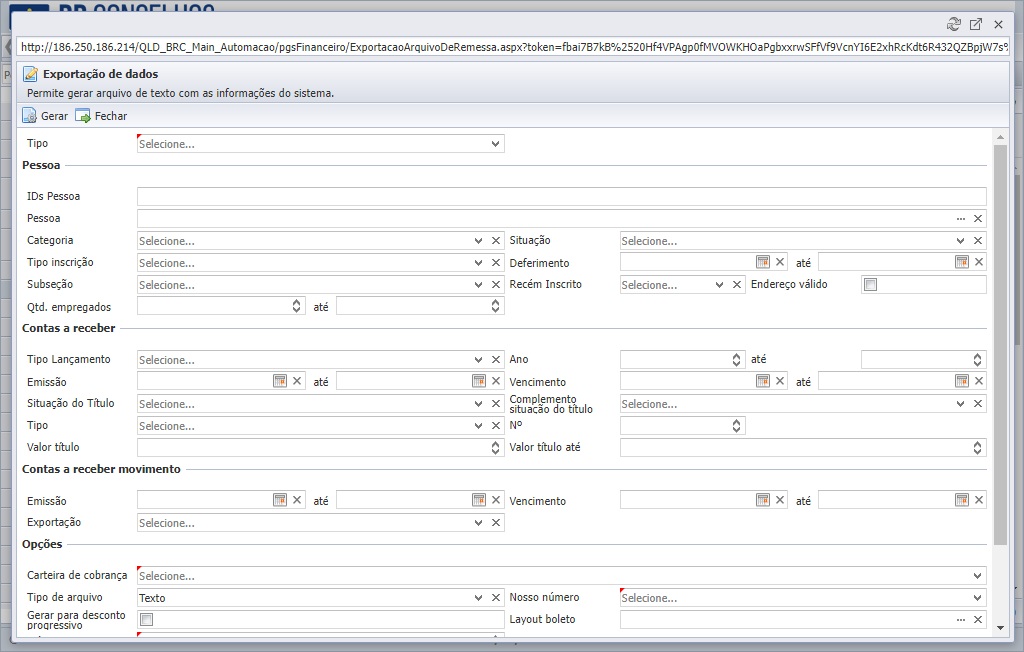 http://186.250.186.214/QLD_BRC_Main_Automacao/pgsFinanceiro/ExportacaoArquivoDeRemessa.aspx?token=fbai7B7kB%2520Hf4VPAgp0fMVOWKHOaPgbxxrwSFfVf9VcnYI6E2xhRcKdt6R432QZBpjW7s%
Exportação de dados
Permite gerar arquivo de texto com as informações do sistema.
Gerar Fechar
Tipo Selecione...
Pessoa
IDs Pessoa
Pessoa ...
Categoria Selecione... Situação Selecione...
Tipo inscrição Selecione... Deferimento até
Subseção Selecione... Recém Inscrito Selecione... Endereço válido
Qtd. empregados até
Contas a receber
Tipo Lançamento Selecione... Ano até
Emissão até Vencimento até
Situação do Título Selecione... Complemento situação do título Selecione...
Tipo Selecione... Nº
Valor título Valor título até
Contas a receber movimento
Emissão até Vencimento até
Exportação Selecione...
Opções
Carteira de cobrança Selecione...
Tipo de arquivo Texto Nosso número Selecione...
Gerar para desconto progressivo Layout boleto ...